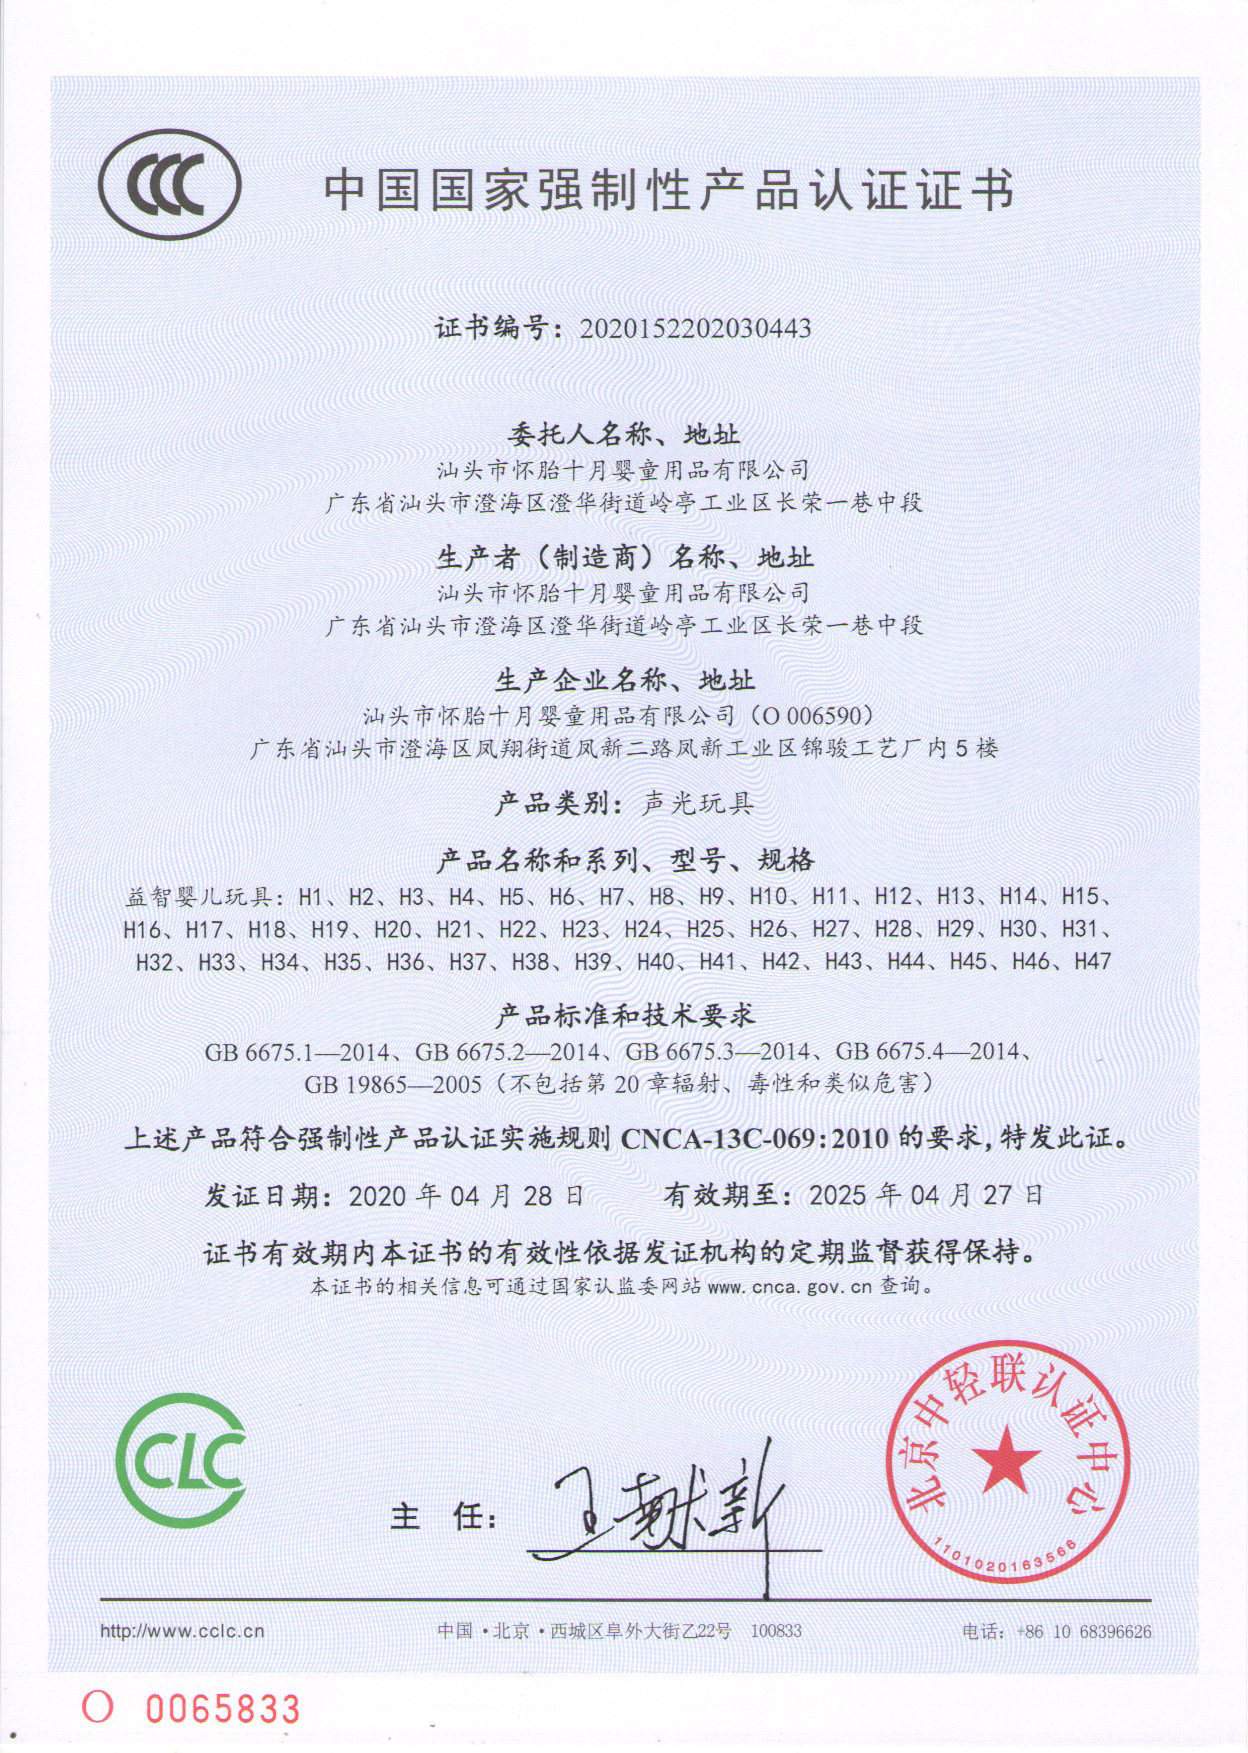 CCC
中国国家强制性产品认证证书
证书编号：2020152202030443
委托人名称、地址
汕头市怀胎十月婴童用品有限公司
广东省汕头市澄海区澄华街道岭亭工业区长荣一巷中段
生产者（制造商）名称、地址
汕头市怀胎十月婴童用品有限公司
广东省汕头市澄海区澄华街道岭亭工业区长荣一巷中段
生产企业名称、地址
汕头市怀胎十月婴童用品有限公司（O 006590）
广东省汕头市澄海区凤翔街道凤新二路凤新工业区锦骏工艺厂内 5 楼
产品类别：声光玩具
产品名称和系列、型号、规格
益智婴儿玩具：H1、H2、H3、H4、H5、H6、H7、H8、H9、H10、H11、H12、H13、H14、H15、
H16、H17、H18、H19、H20、H21、H22、H23、H24、H25、H26、H27、H28、H29、H30、H31、
H32、H33、H34、H35、H36、H37、H38、H39、H40、H41、H42、H43、H44、H45、H46、H47
产品标准和技术要求
GB 6675.1—2014、GB 6675.2—2014、GB 6675.3—2014、GB 6675.4—2014、
GB 19865—2005（不包括第 20 章辐射、毒性和类似危害）
上述产品符合强制性产品认证实施规则 CNCA-13C-069:2010 的要求,特发此证。
发证日期：2020 年 04 月 28 日 有效期至：2025 年 04 月 27 日
证书有效期内本证书的有效性依据发证机构的定期监督获得保持。
本证书的相关信息可通过国家认监委网站 www.cnca.gov.cn 查询。
CLC
主 任：
王献新
北京中轻联认证中心
1101020163566
http://www.cclc.cn 中国·北京·西城区阜外大街乙22号 100833 电话：+86 10 68396626
O 0065833